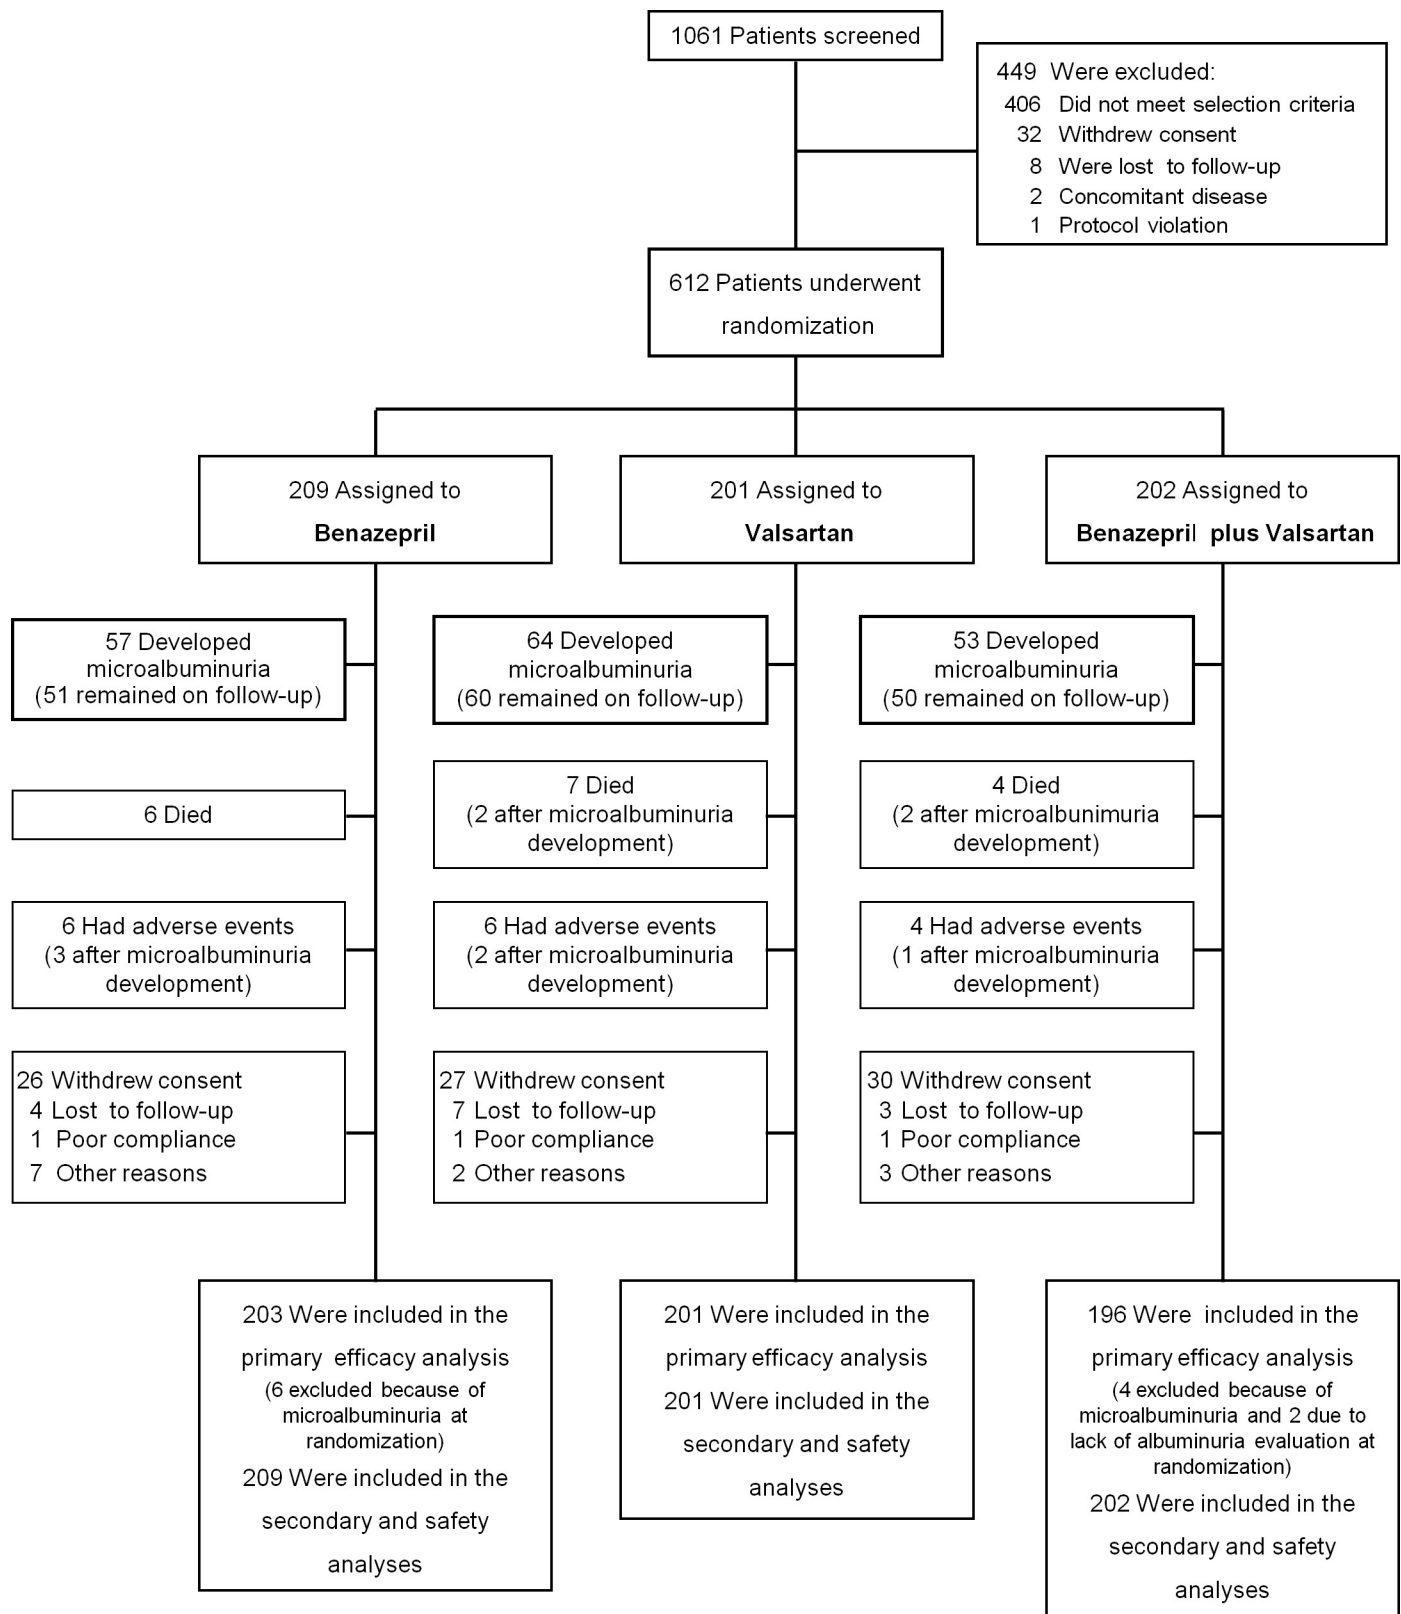 1061 Patients screened
449 Were excluded:
406 Did not meet selection criteria
32 Withdrew consent
8 Were lost to follow-up
2 Concomitant disease
1 Protocol violation
612 Patients underwent
randomization
209 Assigned to
Benazepril
201 Assigned to
Valsartan
202 Assigned to
Benazepril plus Valsartan
57 Developed
microalbuminuria
(51 remained on follow-up)
64 Developed
microalbuminuria
(60 remained on follow-up)
53 Developed
microalbuminuria
(50 remained on follow-up)
6 Died
7 Died
(2 after microalbuminuria
development)
4 Died
(2 after microalbunimuria
development)
6 Had adverse events
(3 after microalbuminuria
development)
6 Had adverse events
(2 after microalbuminuria
development)
4 Had adverse events
(1 after microalbuminuria
development)
26 Withdrew consent
4 Lost to follow-up
1 Poor compliance
7 Other reasons
27 Withdrew consent
7 Lost to follow-up
1 Poor compliance
2 Other reasons
30 Withdrew consent
3 Lost to follow-up
1 Poor compliance
3 Other reasons
203 Were included in the
primary efficacy analysis
(6 excluded because of
microalbuminuria at
randomization)
209 Were included in the
secondary and safety
analyses
201 Were included in the
primary efficacy analysis
201 Were included in the
secondary and safety
analyses
196 Were included in the
primary efficacy analysis
(4 excluded because of
microalbuminuria and 2 due to
lack of albuminuria evaluation at
randomization)
202 Were included in the
secondary and safety
analyses